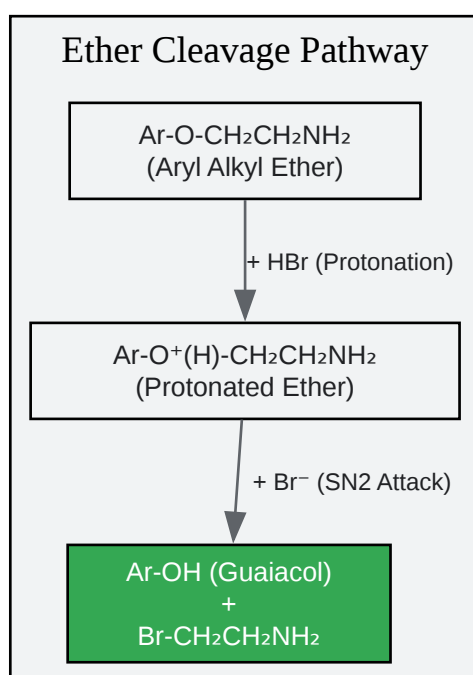 Ether Cleavage Pathway
Ar-O-CH₂CH₂NH₂
(Aryl Alkyl Ether)
+ HBr (Protonation)
Ar-O⁺(H)-CH₂CH₂NH₂
(Protonated Ether)
+ Br⁻ (SN2 Attack)
Ar-OH (Guaiacol)
+
Br-CH₂CH₂NH₂